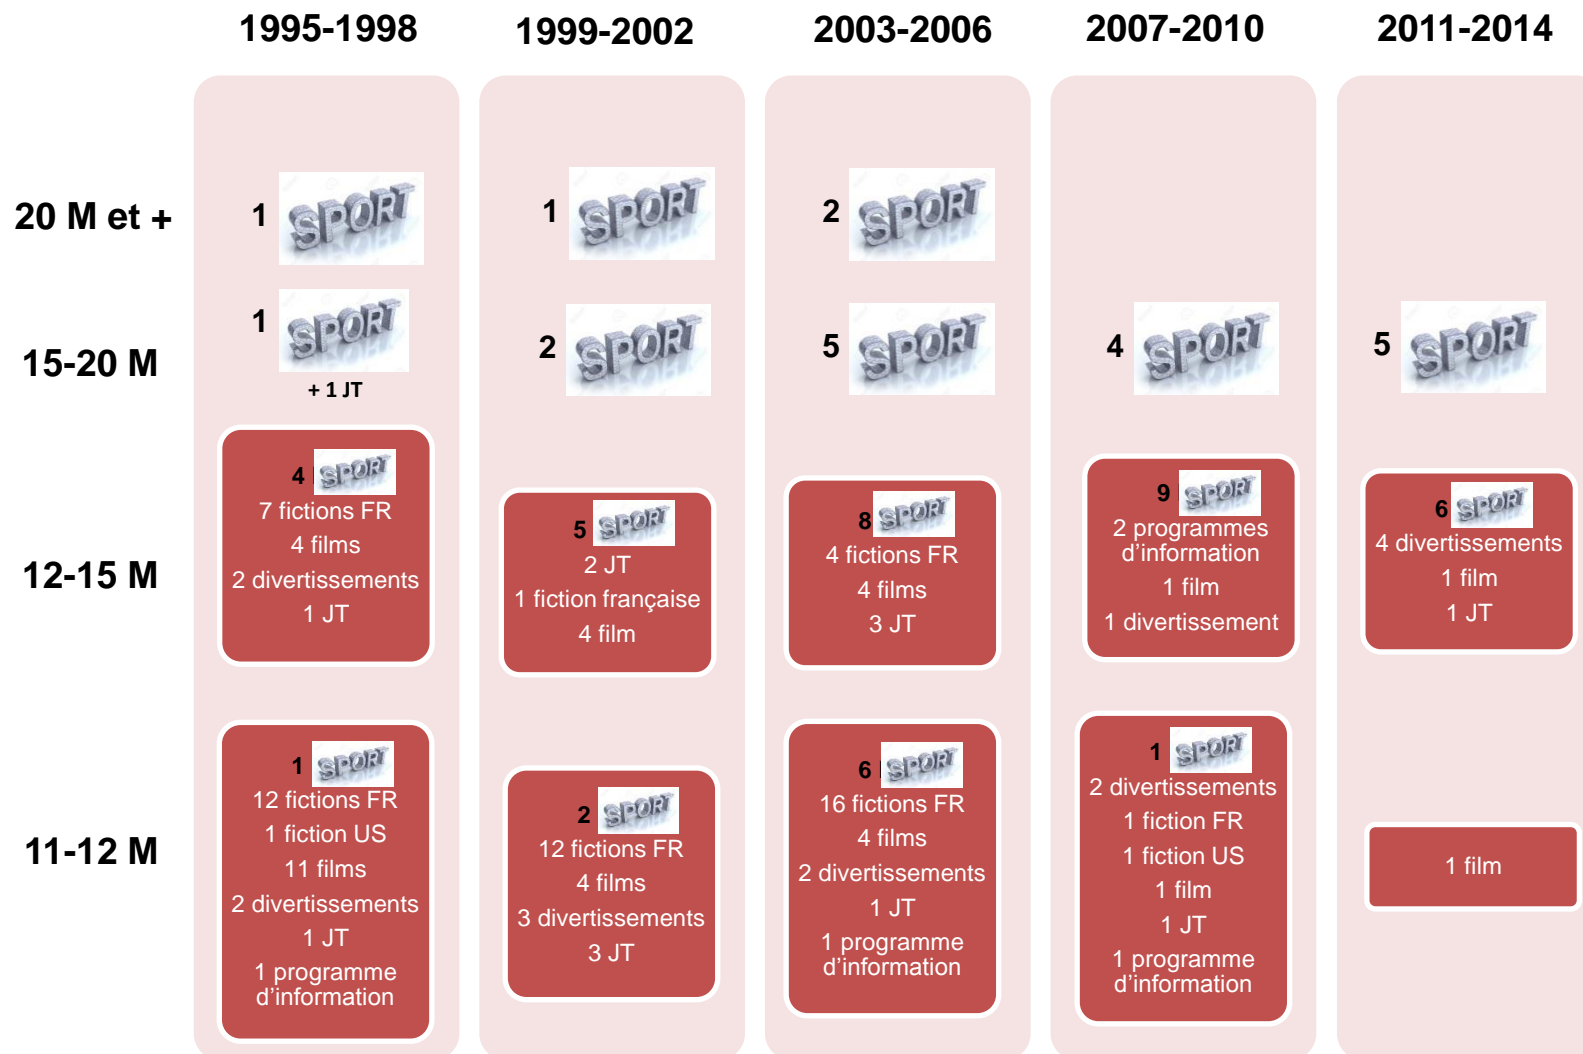 1995-1998
1999-2002
2003-2006
2007-2010
2011-2014
20 M et +
1 SPORT
1 SPORT
2 SPORT
15-20 M
1 SPORT
+ 1 JT
2 SPORT
5 SPORT
4 SPORT
5 SPORT
12-15 M
4 SPORT
7 fictions FR
4 films
2 divertissements
1 JT
5 SPORT
2 JT
1 fiction française
4 film
8 SPORT
4 fictions FR
4 films
3 JT
9 SPORT
2 programmes
d'information
1 film
1 divertissement
6 SPORT
4 divertissements
1 film
1 JT
11-12 M
1 SPORT
12 fictions FR
1 fiction US
11 films
2 divertissements
1 JT
1 programme
d'information
2 SPORT
12 fictions FR
4 films
3 divertissements
3 JT
6 SPORT
16 fictions FR
4 films
2 divertissements
1 JT
1 programme
d'information
1 SPORT
2 divertissements
1 fiction FR
1 fiction US
1 film
1 JT
1 programme
d'information
1 film